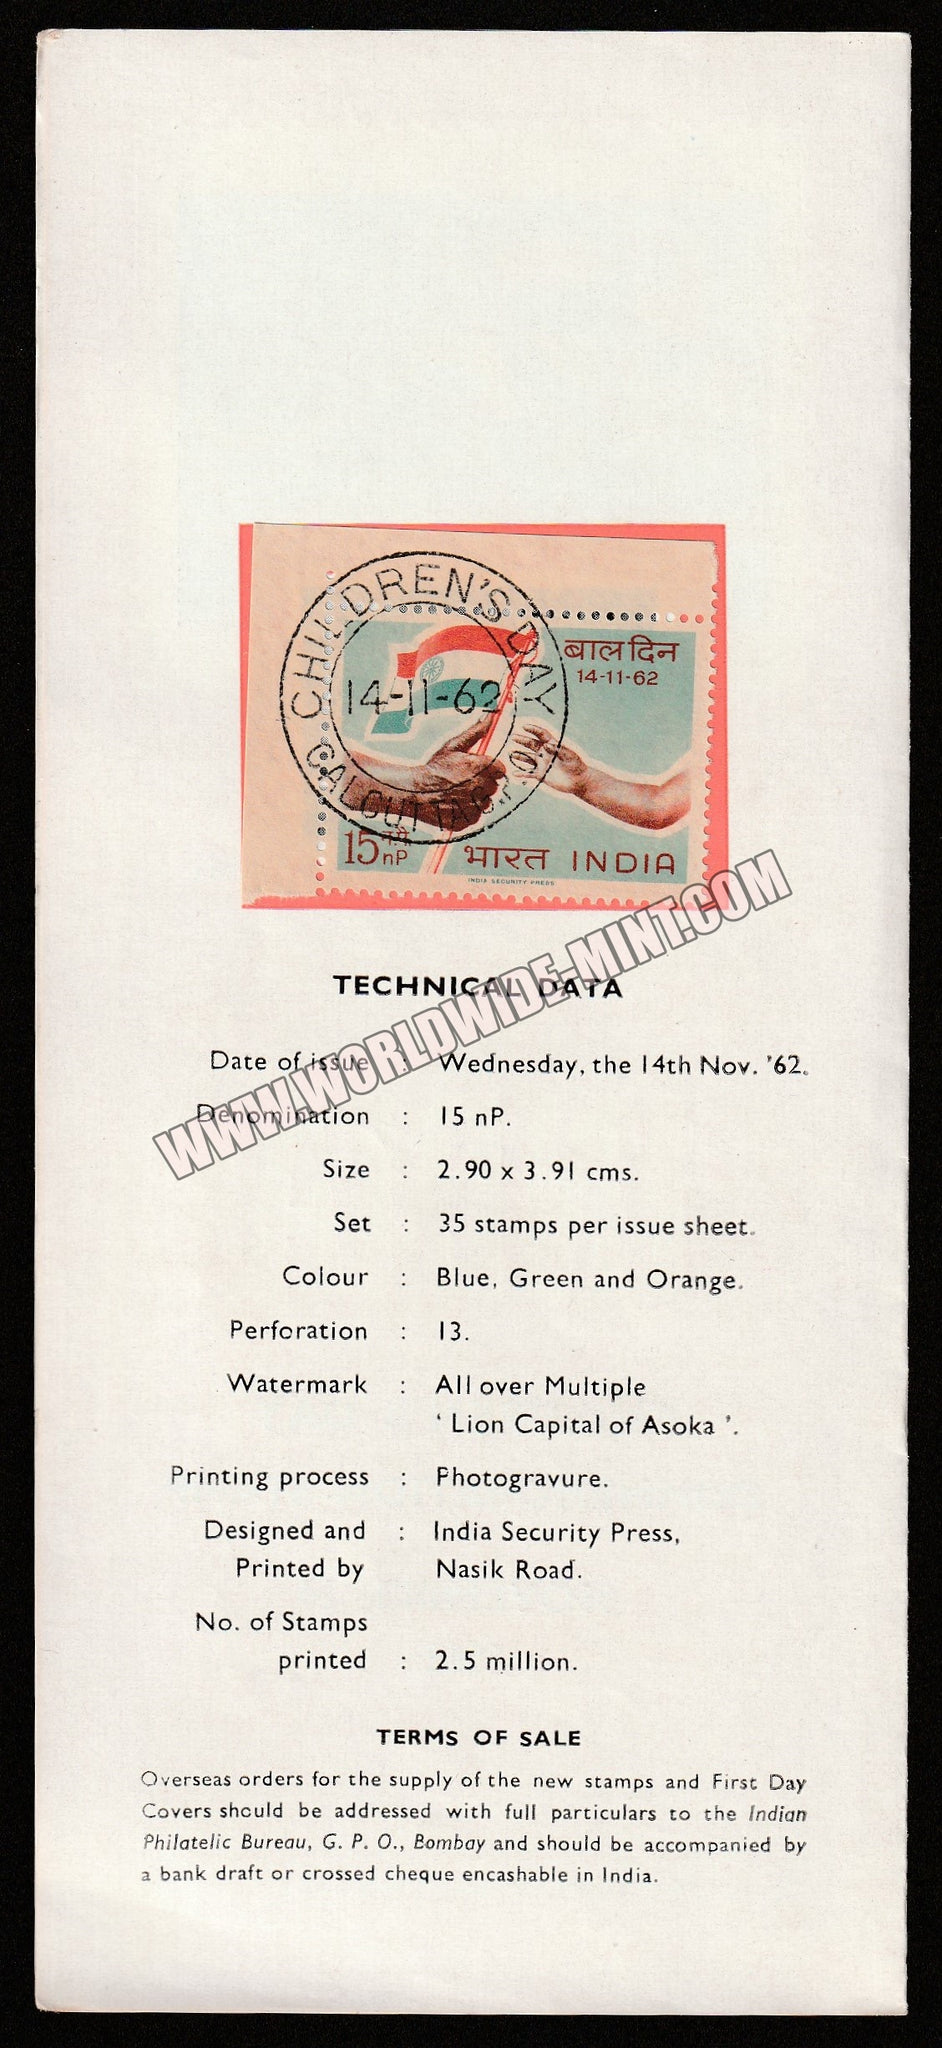 CHILDREN'S DAY
14-11-62
CALCUTTA G.P.O.
बाल दिन
14-11-62
15 न.पै.
nP
भारत INDIA
INDIA SECURITY PRESS
WWW.WORLDWIDE-MINT.COM
TECHNICAL DATA
Date of issue : Wednesday, the 14th Nov. '62.
Denomination : 15 nP.
Size : 2.90 x 3.91 cms.
Set : 35 stamps per issue sheet.
Colour : Blue, Green and Orange.
Perforation : 13.
Watermark : All over Multiple
' Lion Capital of Asoka '.
Printing process : Photogravure.
Designed and : India Security Press,
Printed by Nasik Road.
No. of Stamps
printed : 2.5 million.
TERMS OF SALE
Overseas orders for the supply of the new stamps and First Day
Covers should be addressed with full particulars to the Indian
Philatelic Bureau, G. P. O., Bombay and should be accompanied by
a bank draft or crossed cheque encashable in India.